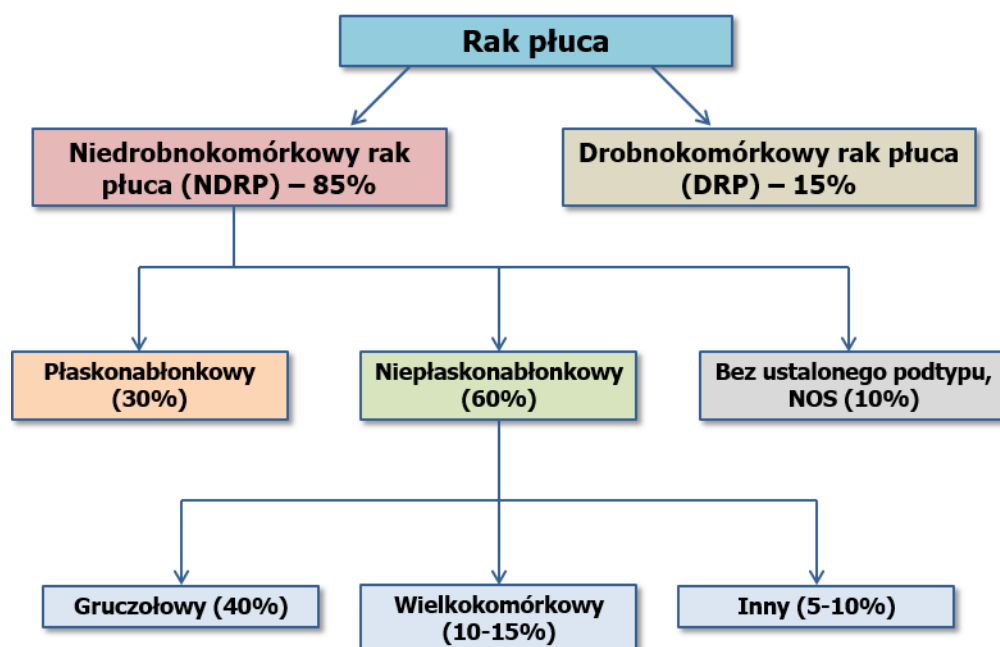 Rak płuca
Niedrobnokomórkowy rak
płuca (NDRP) – 85%
Drobnokomórkowy rak płuca
(DRP) – 15%
Płaskonabłonkowy
(30%)
Niepłaskonabłonkowy
(60%)
Bez ustalonego podtypu,
NOS (10%)
Gruczołowy (40%)
Wielkokomórkowy
(10-15%)
Inny (5-10%)